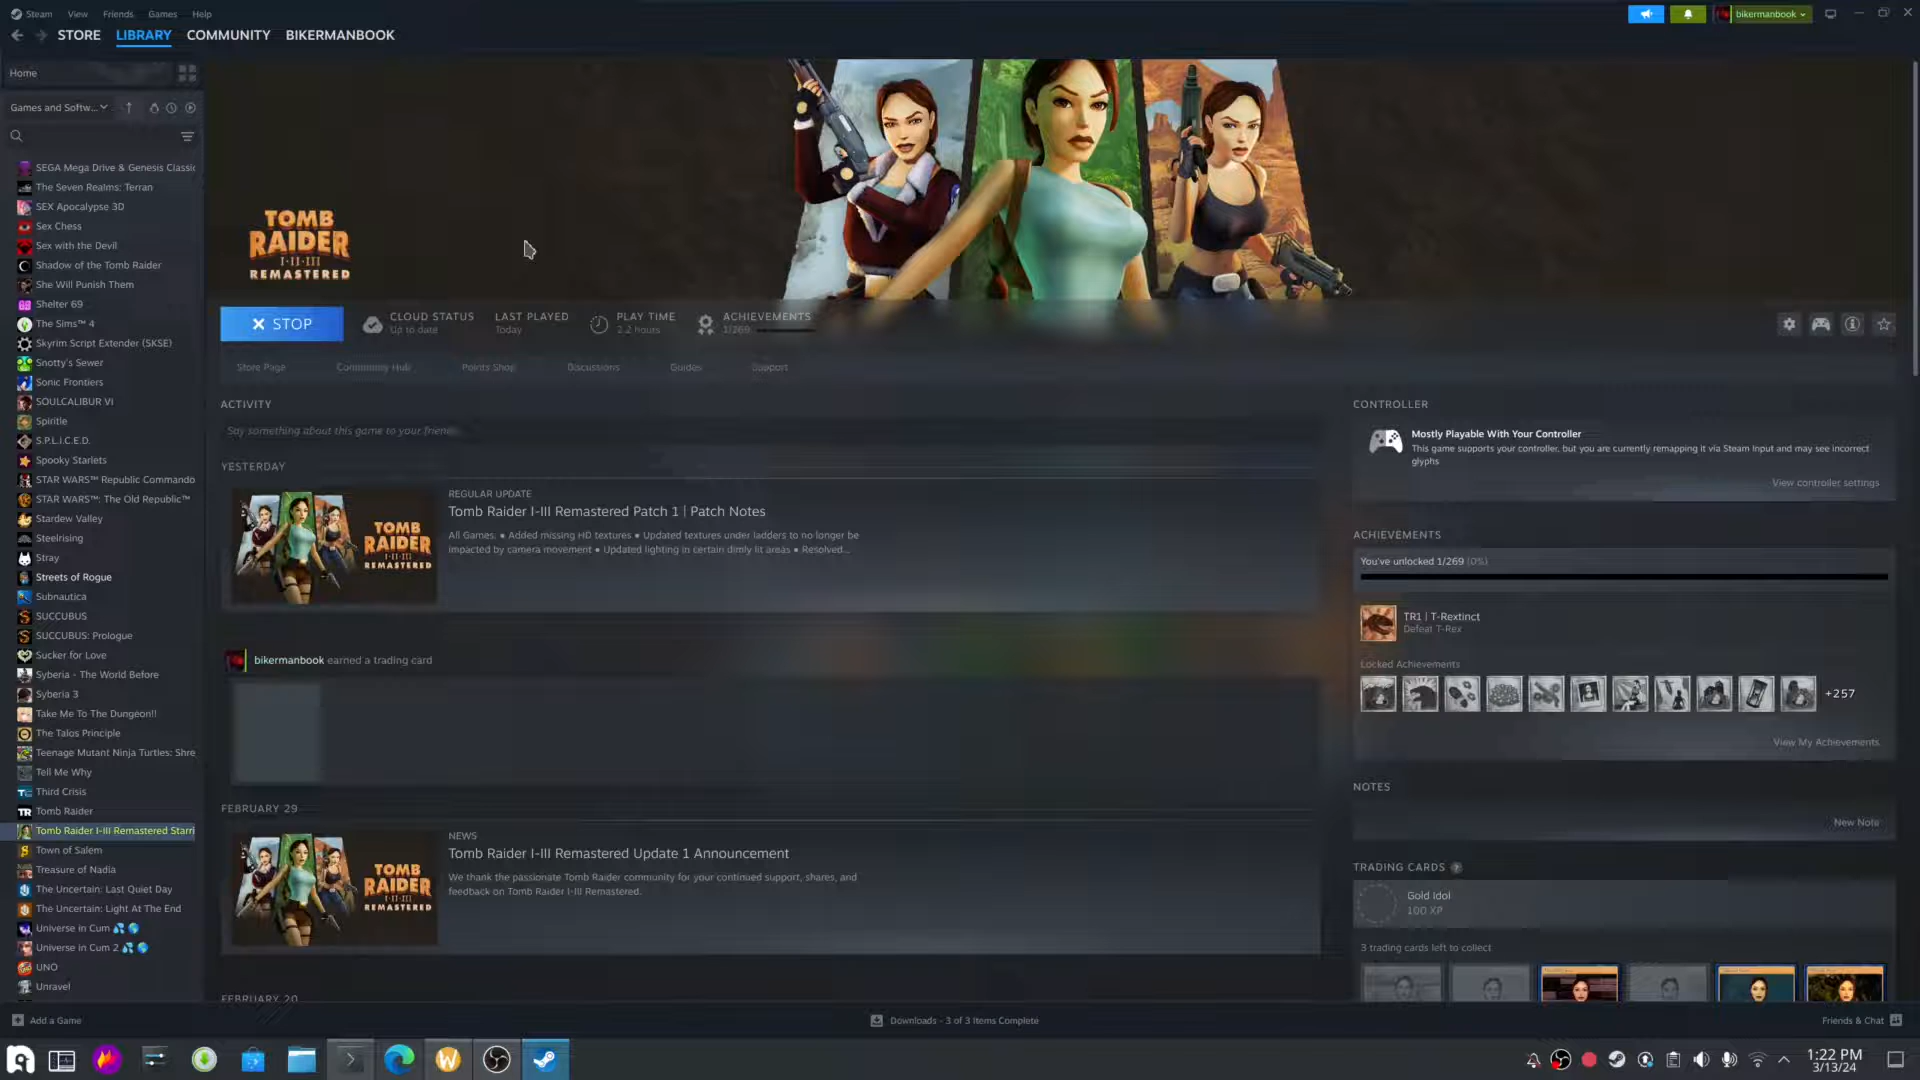 Steam View Friends Games Help
bikermanbook
STORE LIBRARY COMMUNITY BIKERMANBOOK
Home
Games and Softw...
SEGA Mega Drive & Genesis Classic
The Seven Realms: Terran
SEX Apocalypse 3D
Sex Chess
Sex with the Devil
Shadow of the Tomb Raider
She Will Punish Them
Shelter 69
The Sims™ 4
Skyrim Script Extender (SKSE)
Snotty's Sewer
Sonic Frontiers
SOULCALIBUR VI
Spiritle
S.P.L.I.C.E.D.
Spooky Starlets
STAR WARS™ Republic Commando
STAR WARS™: The Old Republic™
Stardew Valley
Steelrising
Stray
Streets of Rogue
Subnautica
SUCCUBUS
SUCCUBUS: Prologue
Sucker for Love
Syberia - The World Before
Syberia 3
Take Me To The Dungeon!!
The Talos Principle
Teenage Mutant Ninja Turtles: Shre
Tell Me Why
Third Crisis
Tomb Raider
Tomb Raider I-III Remastered Starri
Town of Salem
Treasure of Nadia
The Uncertain: Last Quiet Day
The Uncertain: Light At The End
Universe in Cum 💦 🌎
Universe in Cum 2 💦 🌎
UNO
Unravel
Add a Game
TOMB
RAIDER
I·II·III
REMASTERED
STOP
CLOUD STATUS
Up to date
LAST PLAYED
Today
PLAY TIME
2.2 hours
ACHIEVEMENTS
1/269
Store Page Community Hub Points Shop Discussions Guides Support
ACTIVITY
Say something about this game to your friends
YESTERDAY
TOMB
RAIDER
I·II·III
REMASTERED
REGULAR UPDATE
Tomb Raider I-III Remastered Patch 1 | Patch Notes
All Games: • Added missing HD textures • Updated textures under ladders to no longer be
impacted by camera movement • Updated lighting in certain dimly lit areas • Resolved...
bikermanbook earned a trading card
FEBRUARY 29
TOMB
RAIDER
I·II·III
REMASTERED
NEWS
Tomb Raider I-III Remastered Update 1 Announcement
We thank the passionate Tomb Raider community for your continued support, shares, and
feedback on Tomb Raider I-III Remastered.
FEBRUARY 20
CONTROLLER
Mostly Playable With Your Controller
This game supports your controller, but you are currently remapping it via Steam Input and may see incorrect
glyphs
View controller settings
ACHIEVEMENTS
You've unlocked 1/269 (0%)
TR1 | T-Rextinct
Defeat T-Rex
Locked Achievements
+257
View My Achievements
NOTES
New Note
TRADING CARDS ?
Gold Idol
100 XP
3 trading cards left to collect
Downloads - 3 of 3 Items Complete
Friends & Chat
1:22 PM
3/13/24